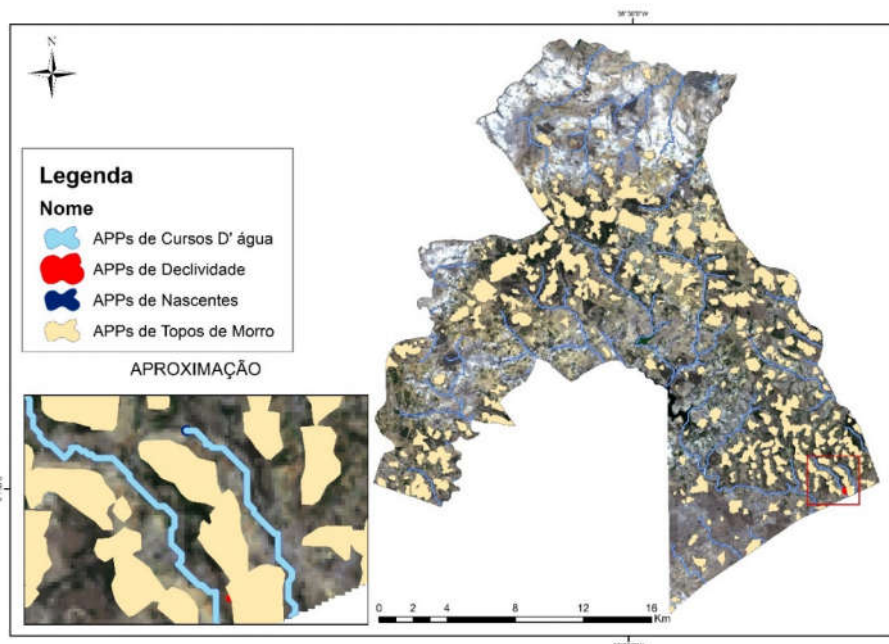 N
Legenda
Nome
APPs de Cursos D' água
APPs de Declividade
APPs de Nascentes
APPs de Topos de Morro
APROXIMAÇÃO
0 2 4 8 12 16
Km